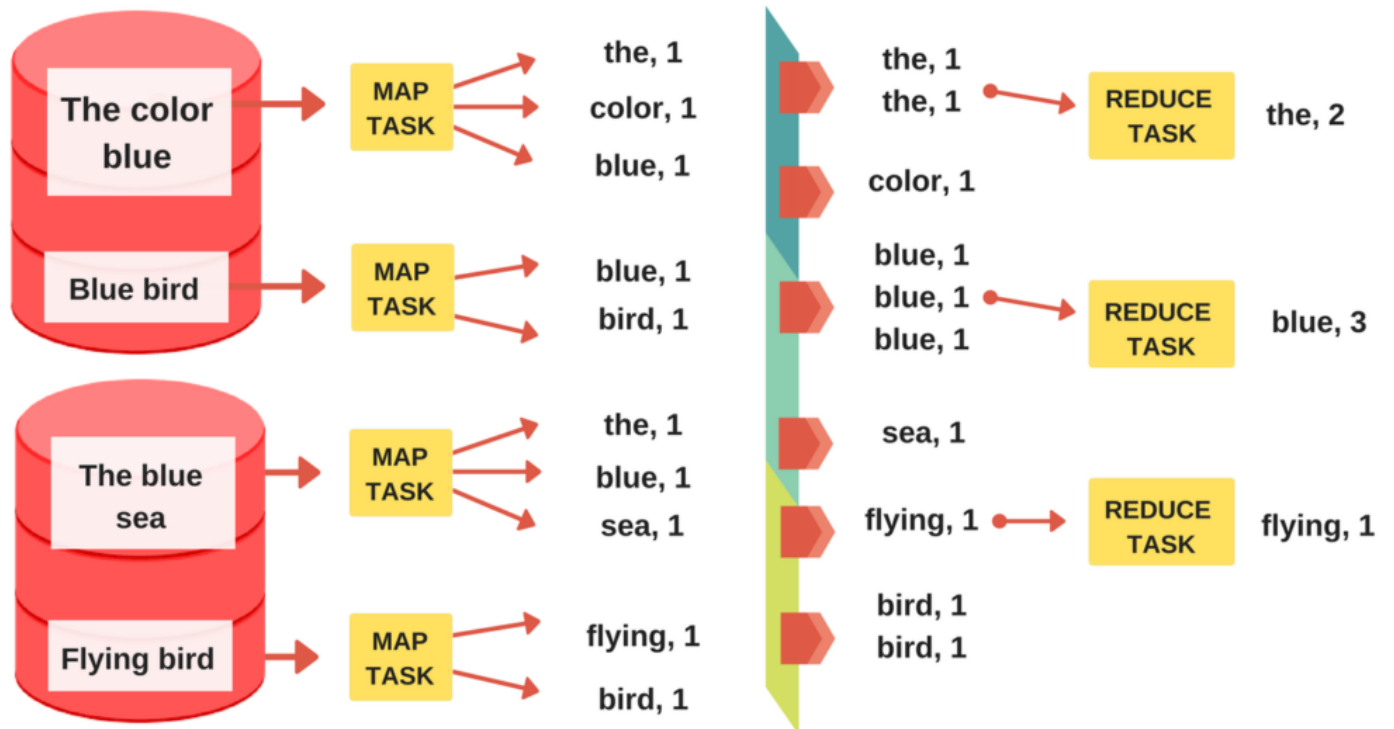 The color
blue
MAP
TASK
the, 1
color, 1
blue, 1
Blue bird
MAP
TASK
blue, 1
bird, 1
The blue
sea
MAP
TASK
the, 1
blue, 1
sea, 1
Flying bird
MAP
TASK
flying, 1
bird, 1
the, 1
the, 1
REDUCE
TASK
the, 2
color, 1
blue, 1
blue, 1
blue, 1
REDUCE
TASK
blue, 3
sea, 1
flying, 1
REDUCE
TASK
flying, 1
bird, 1
bird, 1